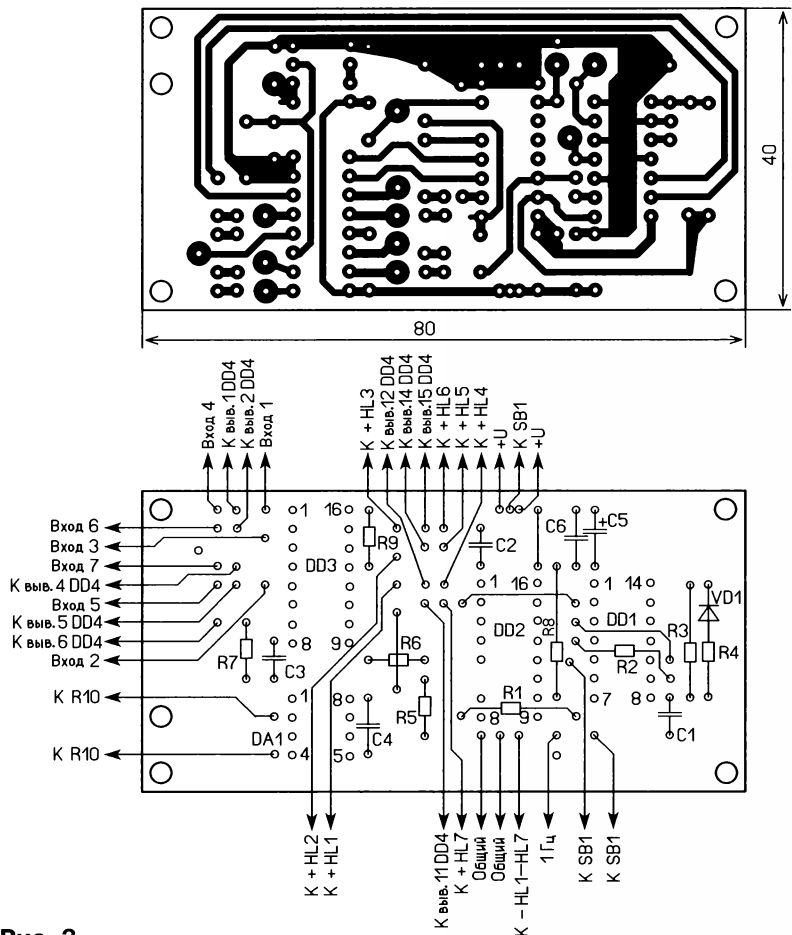 40
80
Вход 4
К выв.1DD4
К выв.2 DD4
Вход 1
К + HL3
К выв.12 DD4
К выв.14 DD4
К выв.15 DD4
К + HL6
К + HL5
К + HL4
+U
К SB1
+U
Вход 6
Вход 3
Вход 7
К выв. 4 DD4
Вход 5
К выв. 5 DD4
К выв. 6 DD4
Вход 2
К R10
К R10
1
16
DD3
R9
C2
C6
+C5
1
16
1
14
VD1
8
9
DD2
R8
DD1
R3
R4
R7
C3
R6
R2
1
8
R5
R1
8
9
7
8
DA1
4
5
C4
C1
К + HL2
К + HL1
К выв. 11 DD4
К + HL7
Общий
Общий
К – HL1–HL7
1 Гц
К SB1
К SB1